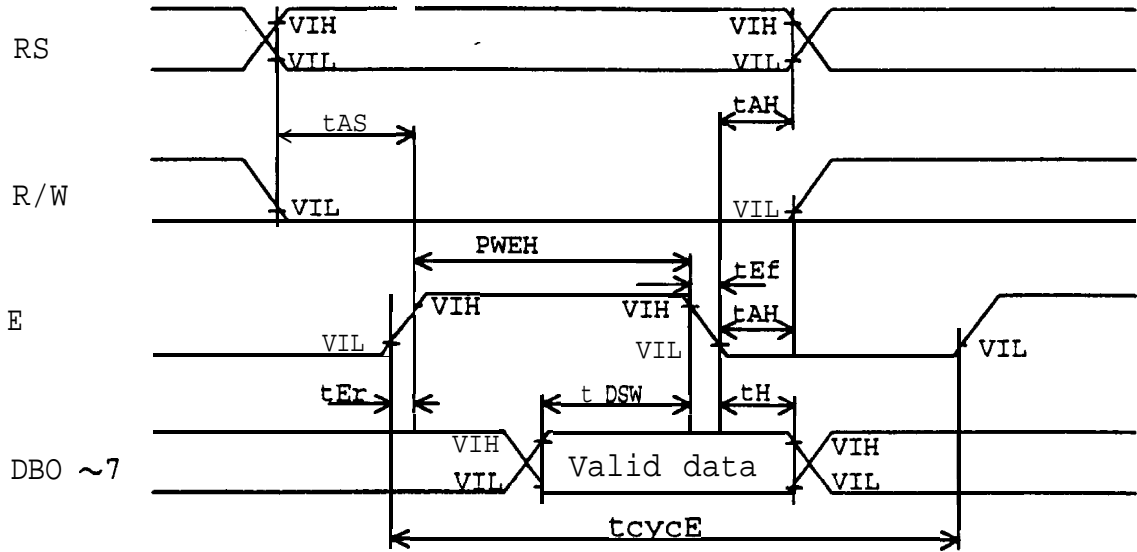 RS
VIH
VIL
VIH
VIL
tAH
tAS
R/W
VIL
VIL
PWEH
tEf
E
VIH
VIH
tAH
VIL
VIL
VIL
tEr
t DSW
tH
DBO ~7
VIH
Valid data
VIH
VIL
VIL
tcycE